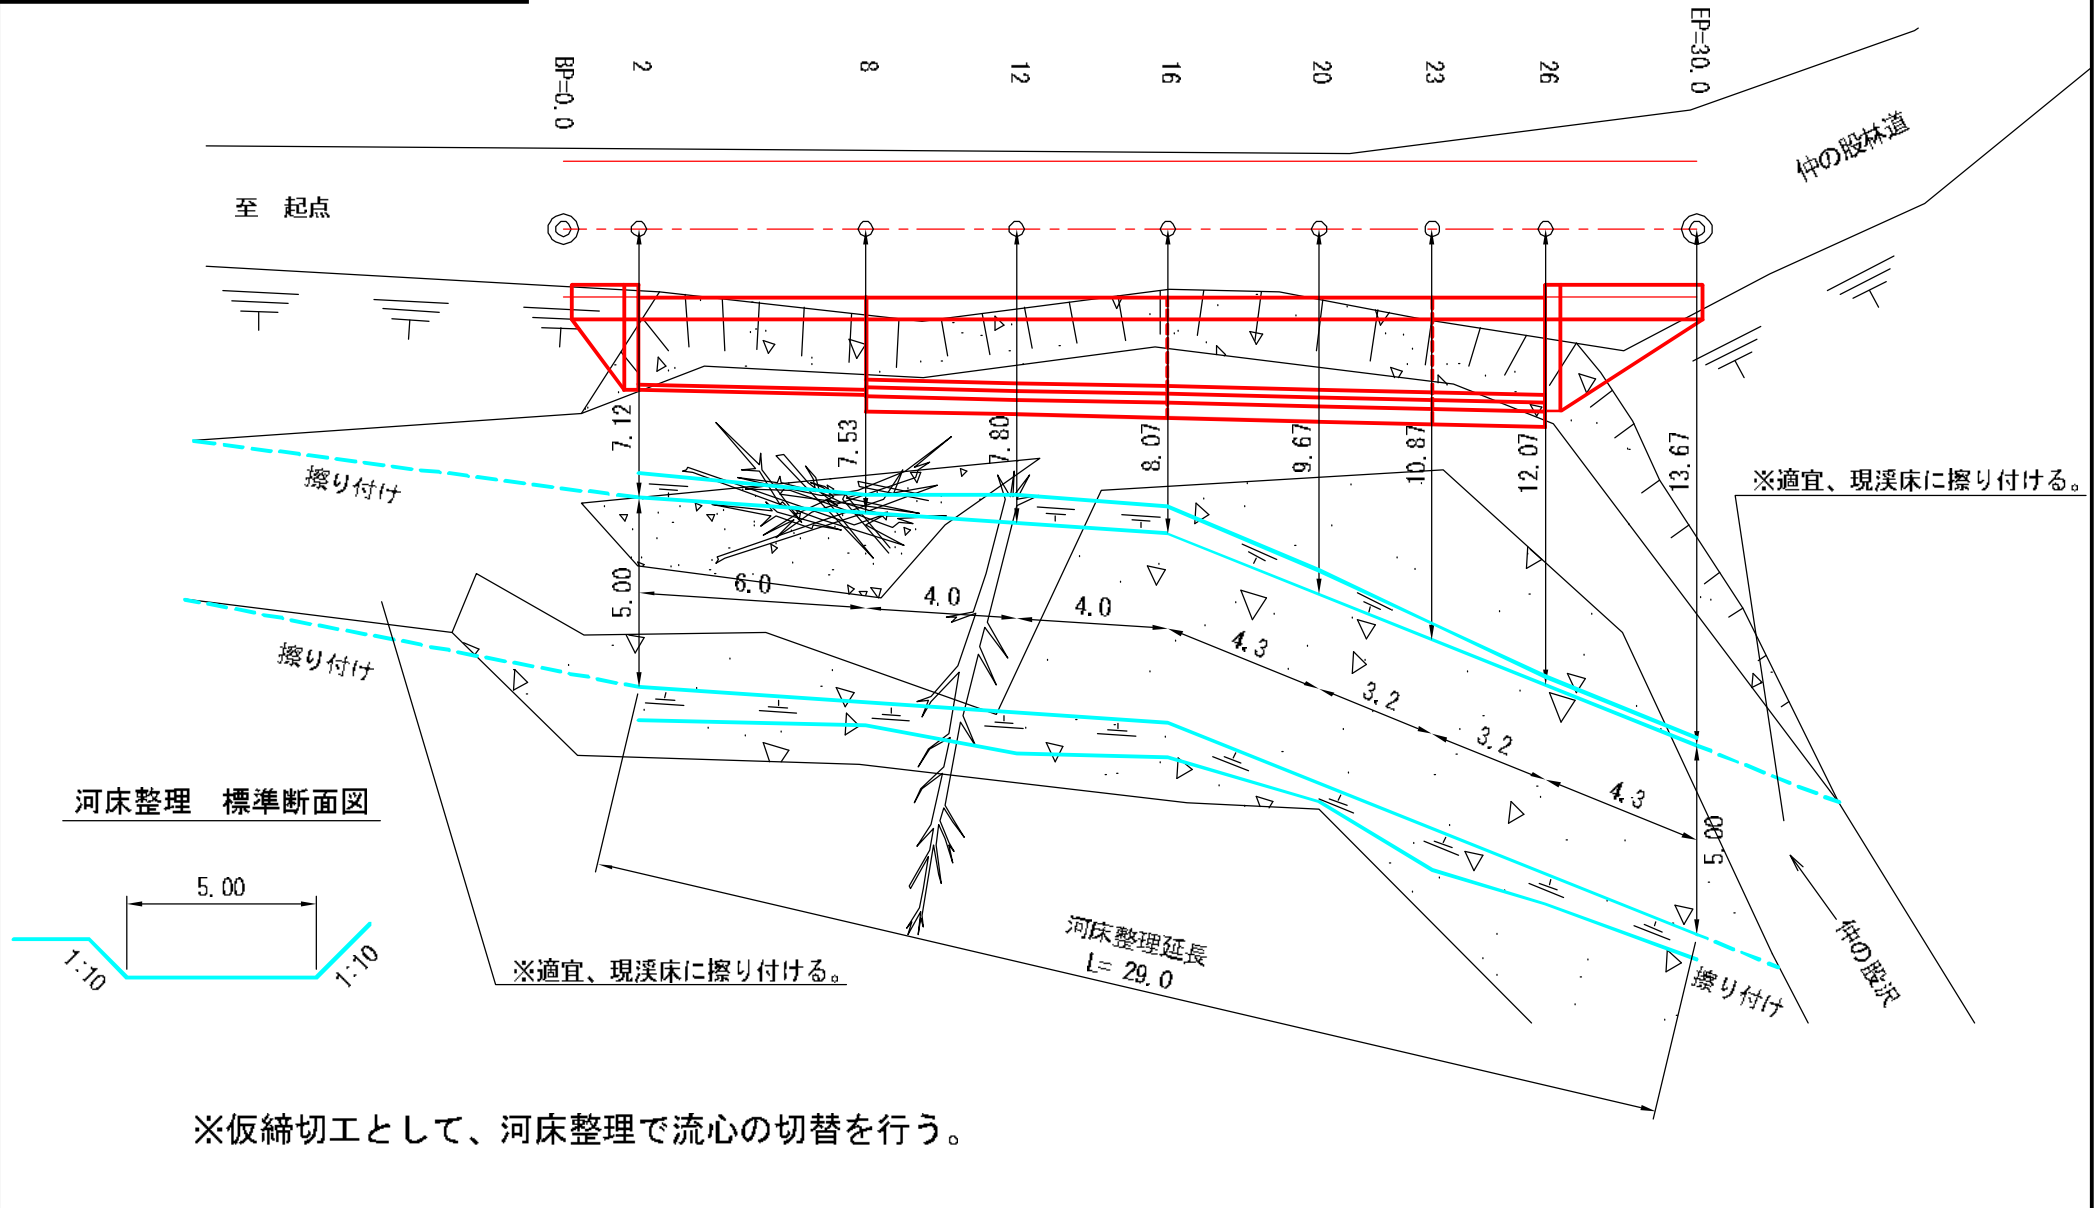 BP=0.0
2
8
12
16
20
23
26
EP=30.0
仲の股林道
至 起点
7.12
7.53
7.80
8.07
9.67
10.87
12.07
13.67
擦り付け
※適宜、現渓床に擦り付ける。
5.00
6.0
4.0
4.0
4.3
3.2
3.2
4.3
5.00
擦り付け
河床整理 標準断面図
5.00
1:10
1:10
※適宜、現渓床に擦り付ける。
河床整理延長
L= 29.0
擦り付け
仲の股沢
※仮締切工として、河床整理で流心の切替を行う。